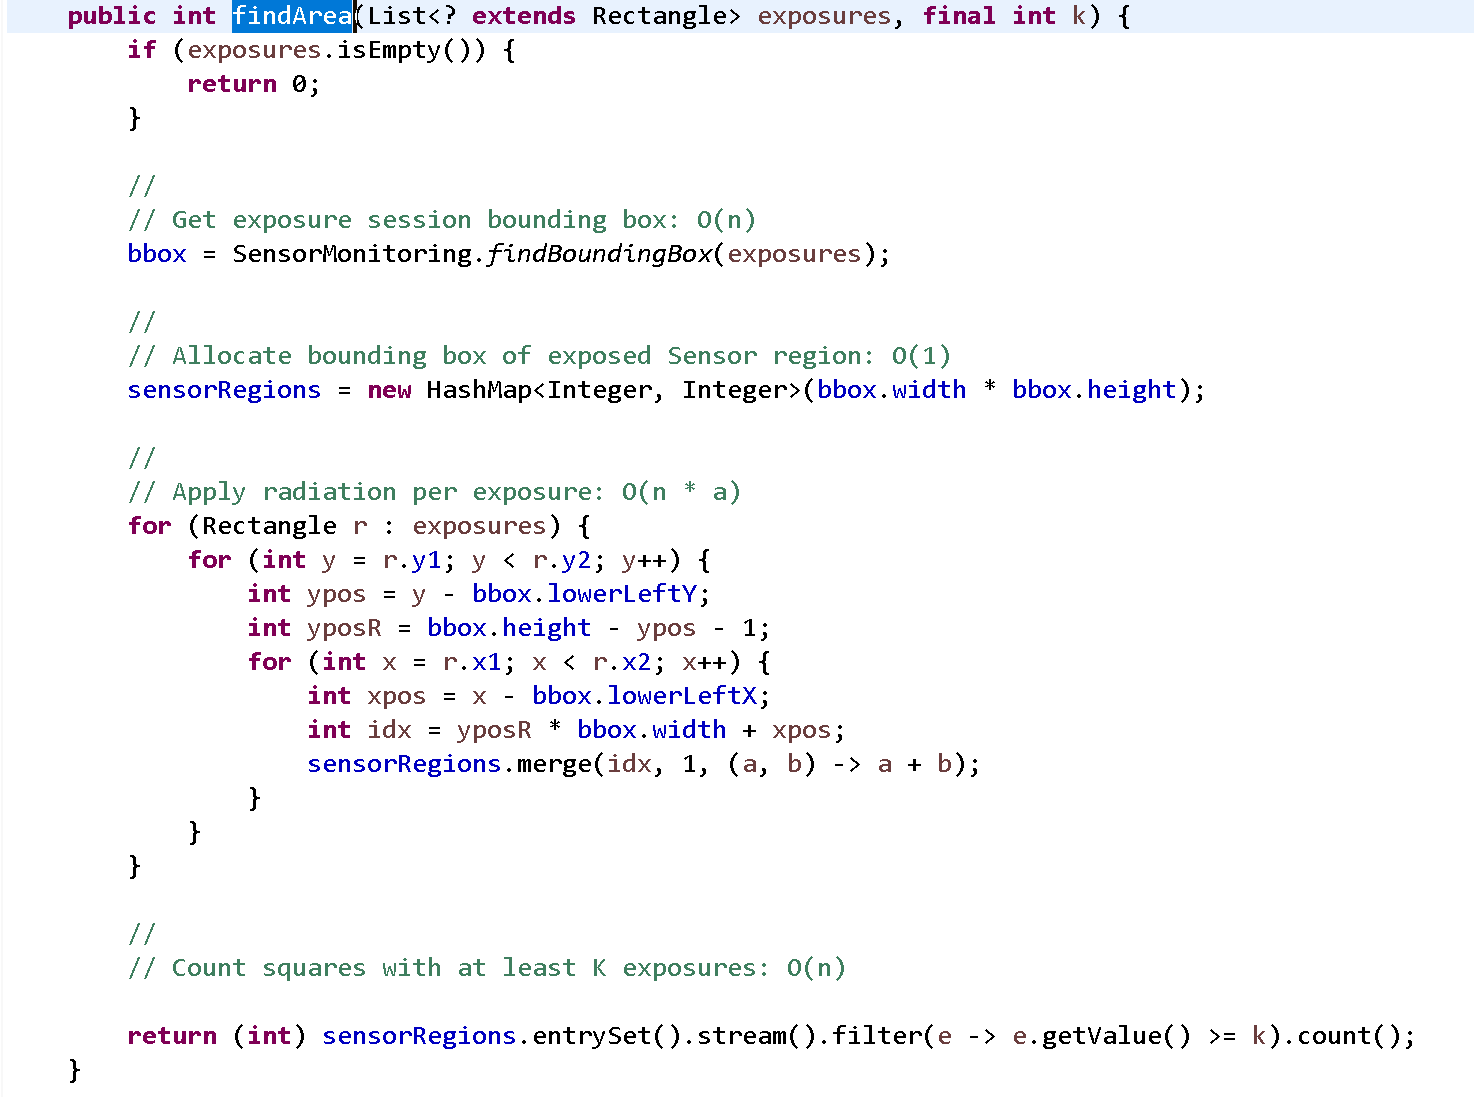 public int findArea(List<? extends Rectangle> exposures, final int k) {
    if (exposures.isEmpty()) {
        return 0;
    }
    //
    // Get exposure session bounding box: O(n)
    bbox = SensorMonitoring.findBoundingBox(exposures);
    //
    // Allocate bounding box of exposed Sensor region: O(1)
    sensorRegions = new HashMap<Integer, Integer>(bbox.width * bbox.height);
    //
    // Apply radiation per exposure: O(n * a)
    for (Rectangle r : exposures) {
        for (int y = r.y1; y < r.y2; y++) {
            int ypos = y - bbox.lowerLeftY;
            int yposR = bbox.height - ypos - 1;
            for (int x = r.x1; x < r.x2; x++) {
                int xpos = x - bbox.lowerLeftX;
                int idx = yposR * bbox.width + xpos;
                sensorRegions.merge(idx, 1, (a, b) -> a + b);
            }
        }
    }
    //
    // Count squares with at least K exposures: O(n)
    return (int) sensorRegions.entrySet().stream().filter(e -> e.getValue() >= k).count();
}